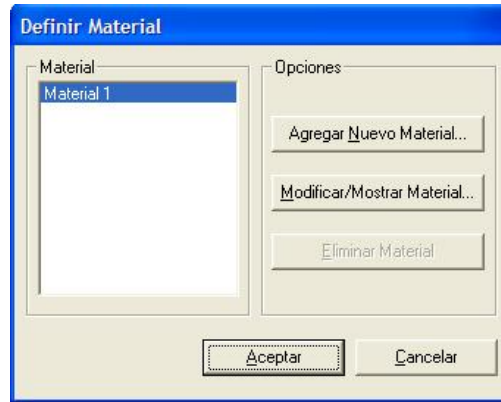 Definir Material
Material
Material 1
Opciones
Agregar Nuevo Material...
Modificar/Mostrar Material...
Eliminar Material
Aceptar
Cancelar